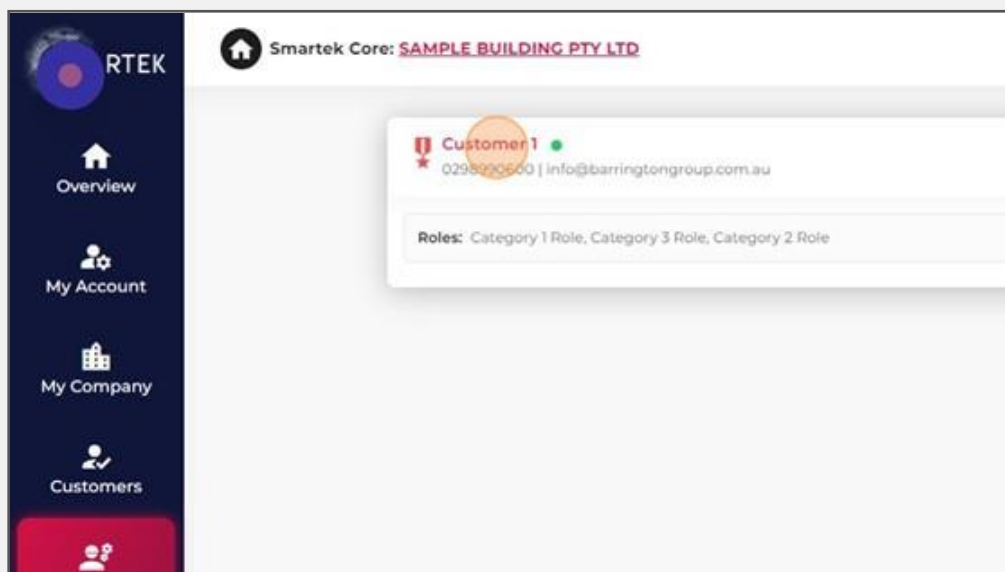 RTEK
Smartek Core: SAMPLE BUILDING PTY LTD
Overview
My Account
My Company
Customers
Customer 1
| info@barringtongroup.com.au
Roles: Category 1 Role, Category 3 Role, Category 2 Role